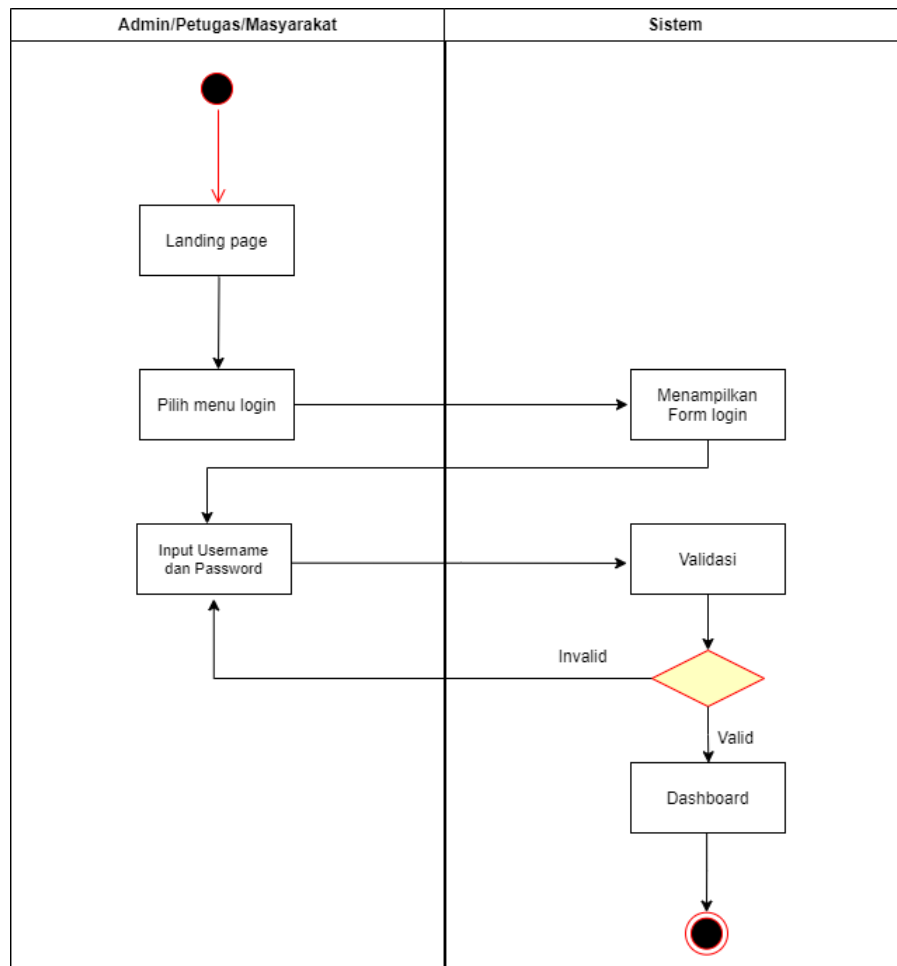 Admin/Petugas/Masyarakat
Sistem
Landing page
Pilih menu login
Menampilkan
Form login
Input Username
dan Password
Validasi
Invalid
Valid
Dashboard